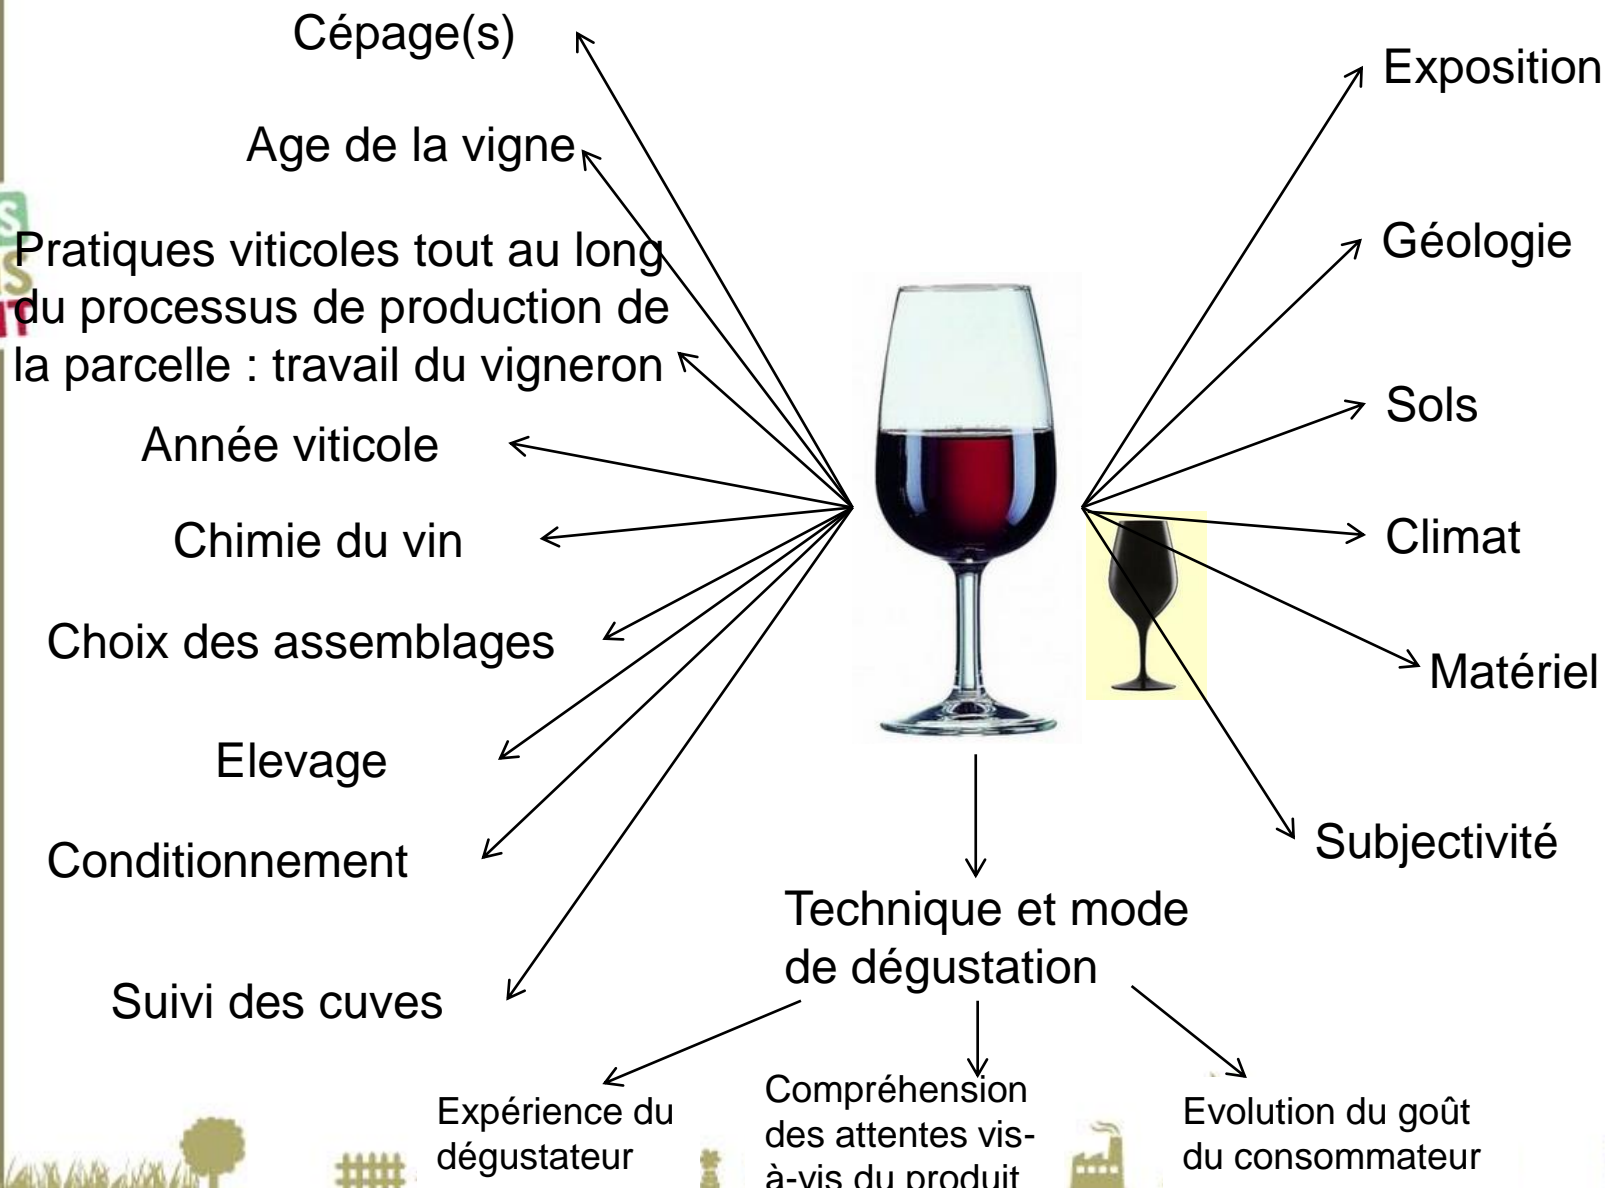 Cépage(s)
Age de la vigne
Pratiques viticoles tout au long
du processus de production de
la parcelle : travail du vigneron
Année viticole
Chimie du vin
Choix des assemblages
Elevage
Conditionnement
Suivi des cuves
Exposition
Géologie
Sols
Climat
Matériel
Subjectivité
Technique et mode
de dégustation
Expérience du
dégustateur
Compréhension
des attentes vis-
à-vis du produit
Evolution du goût
du consommateur